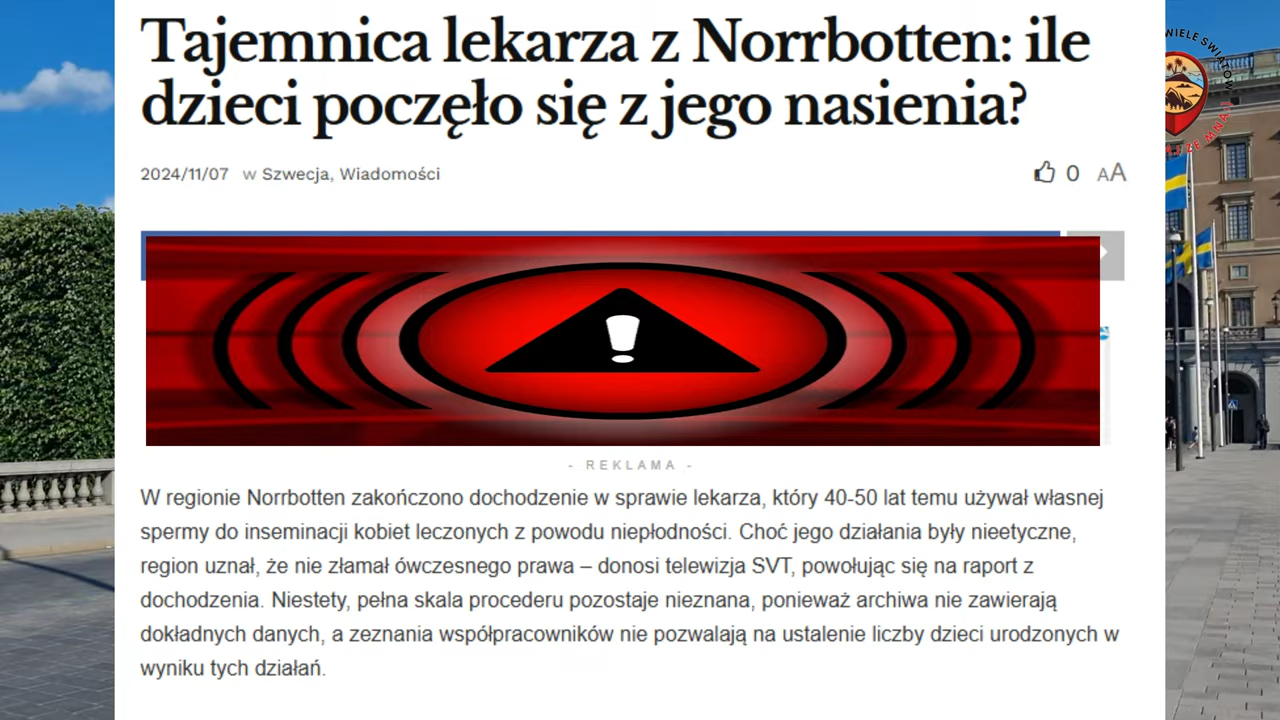 Tajemnica lekarza z Norrbotten: ile
dzieci poczęło się z jego nasienia?
2024/11/07 w Szwecja, Wiadomości
0 AA
- REKLAMA -
W regionie Norrbotten zakończono dochodzenie w sprawie lekarza, który 40-50 lat temu używał własnej
spermy do inseminacji kobiet leczonych z powodu niepłodności. Choć jego działania były nieetyczne,
region uznał, że nie złamał ówczesnego prawa – donosi telewizja SVT, powołując się na raport z
dochodzenia. Niestety, pełna skala procederu pozostaje nieznana, ponieważ archiwa nie zawierają
dokładnych danych, a zeznania współpracowników nie pozwalają na ustalenie liczby dzieci urodzonych w
wyniku tych działań.